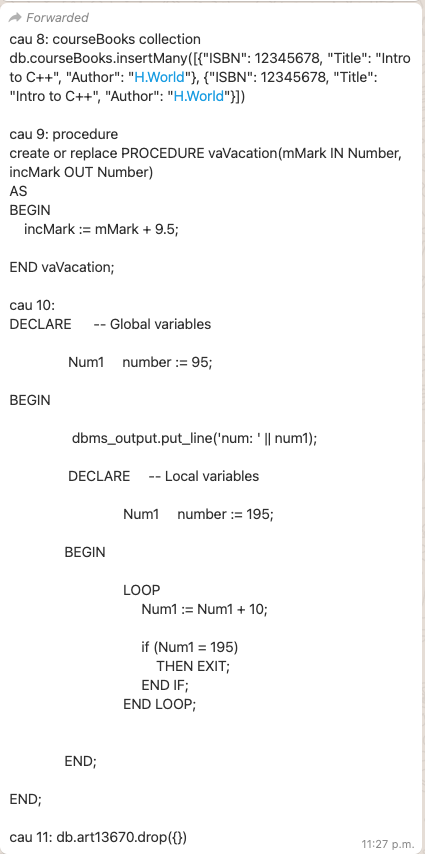 Forwarded
cau 8: courseBooks collection
db.courseBooks.insertMany([{"ISBN": 12345678, "Title": "Intro
to C++", "Author": "H.World"}, {"ISBN": 12345678, "Title":
"Intro to C++", "Author": "H.World"}])
cau 9: procedure
create or replace PROCEDURE vaVacation(mMark IN Number,
incMark OUT Number)
AS
BEGIN
incMark := mMark + 9.5;
END vaVacation;
cau 10:
DECLARE -- Global variables
Num1 number := 95;
BEGIN
dbms_output.put_line('num: ' || num1);
DECLARE -- Local variables
Num1 number := 195;
BEGIN
LOOP
Num1 := Num1 + 10;
if (Num1 = 195)
THEN EXIT;
END IF;
END LOOP;
END;
END;
cau 11: db.art13670.drop({})
11:27 p.m.